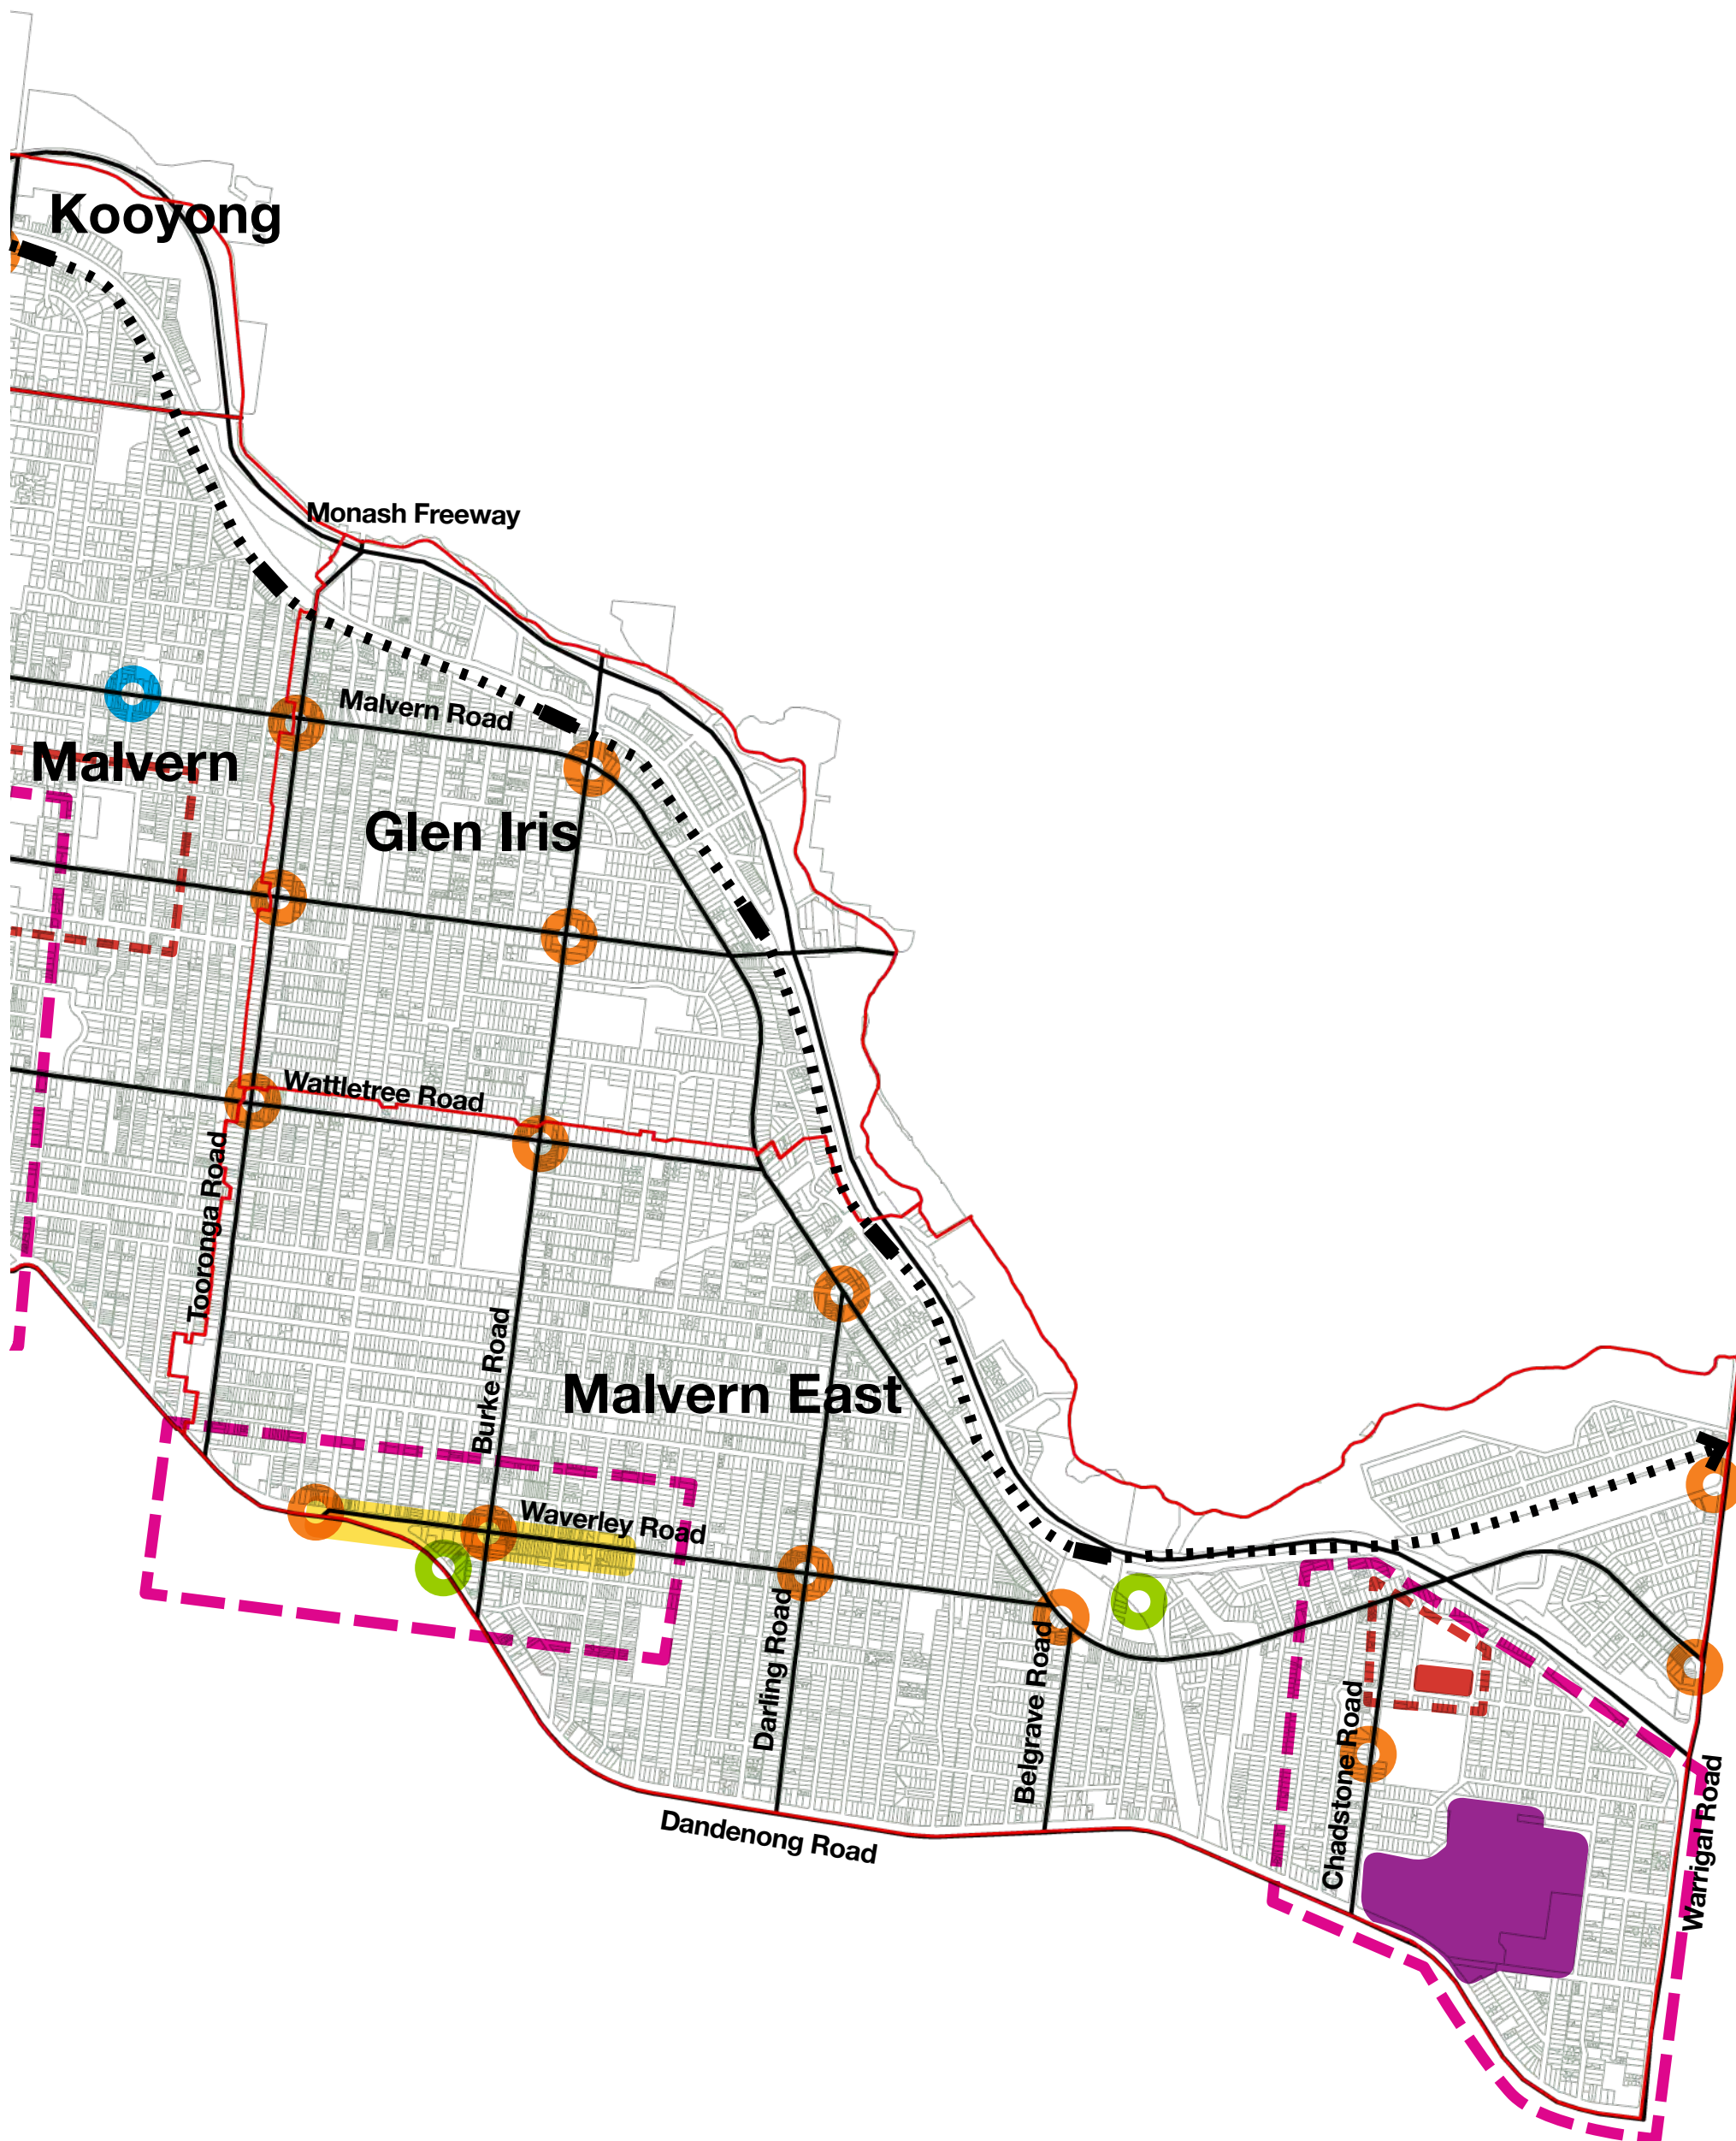 Kooyong
Monash Freeway
Malvern Road
Malvern
Glen Iris
Wattletree Road
Tooronga Road
Burke Road
Malvern East
Waverley Road
Darling Road
Belgrave Road
Chadstone Road
Warrigal Road
Dandenong Road